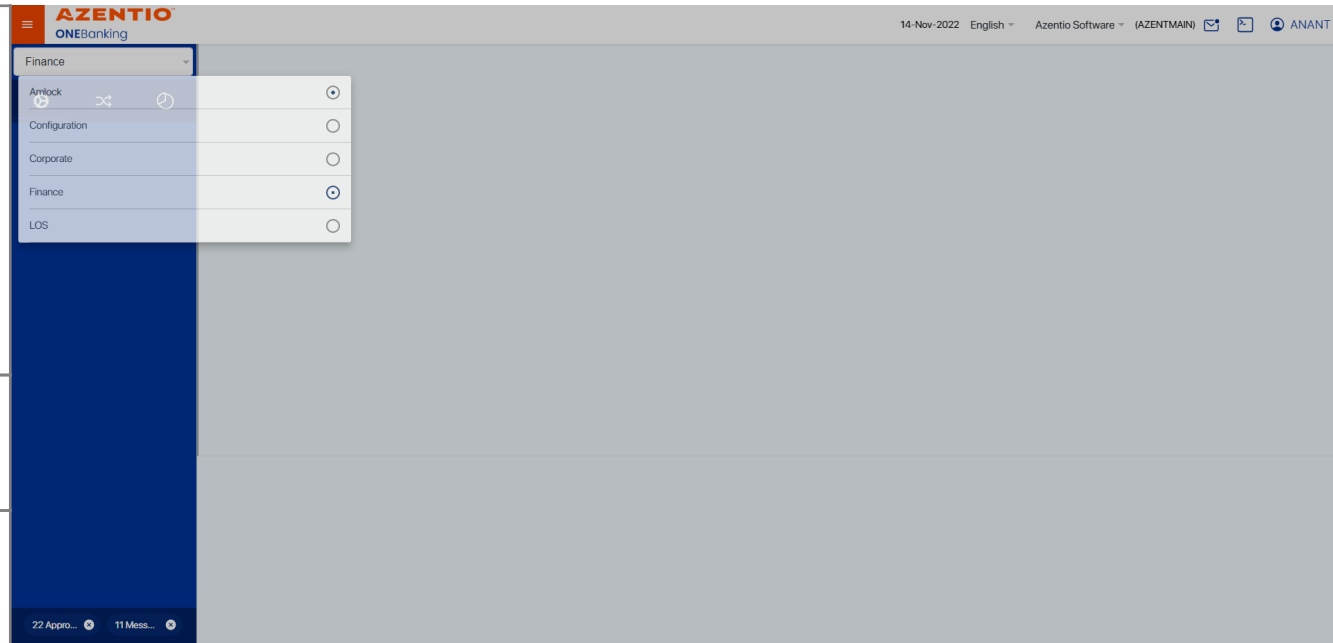 AZENTIO™
ONEBanking
14-Nov-2022 English Azentio Software (AZENTMAIN) ANANT
Finance
Amlock
Configuration
Corporate
Finance
LOS
22 Appro... 11 Mess...